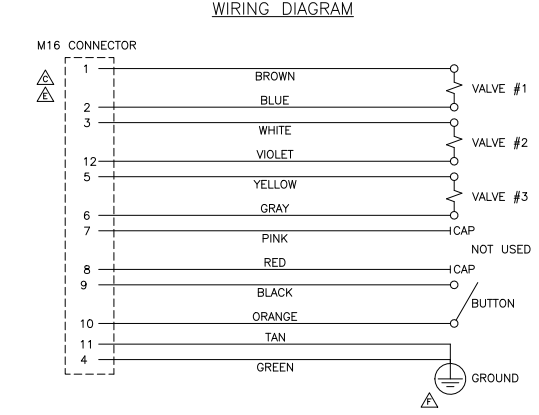 WIRING DIAGRAM
M16 CONNECTOR
C
E
1
BROWN
VALVE #1
2
BLUE
3
WHITE
VALVE #2
12
VIOLET
5
YELLOW
VALVE #3
6
GRAY
7
PINK
CAP
NOT USED
8
RED
CAP
9
BLACK
BUTTON
10
ORANGE
11
TAN
4
GREEN
GROUND
F